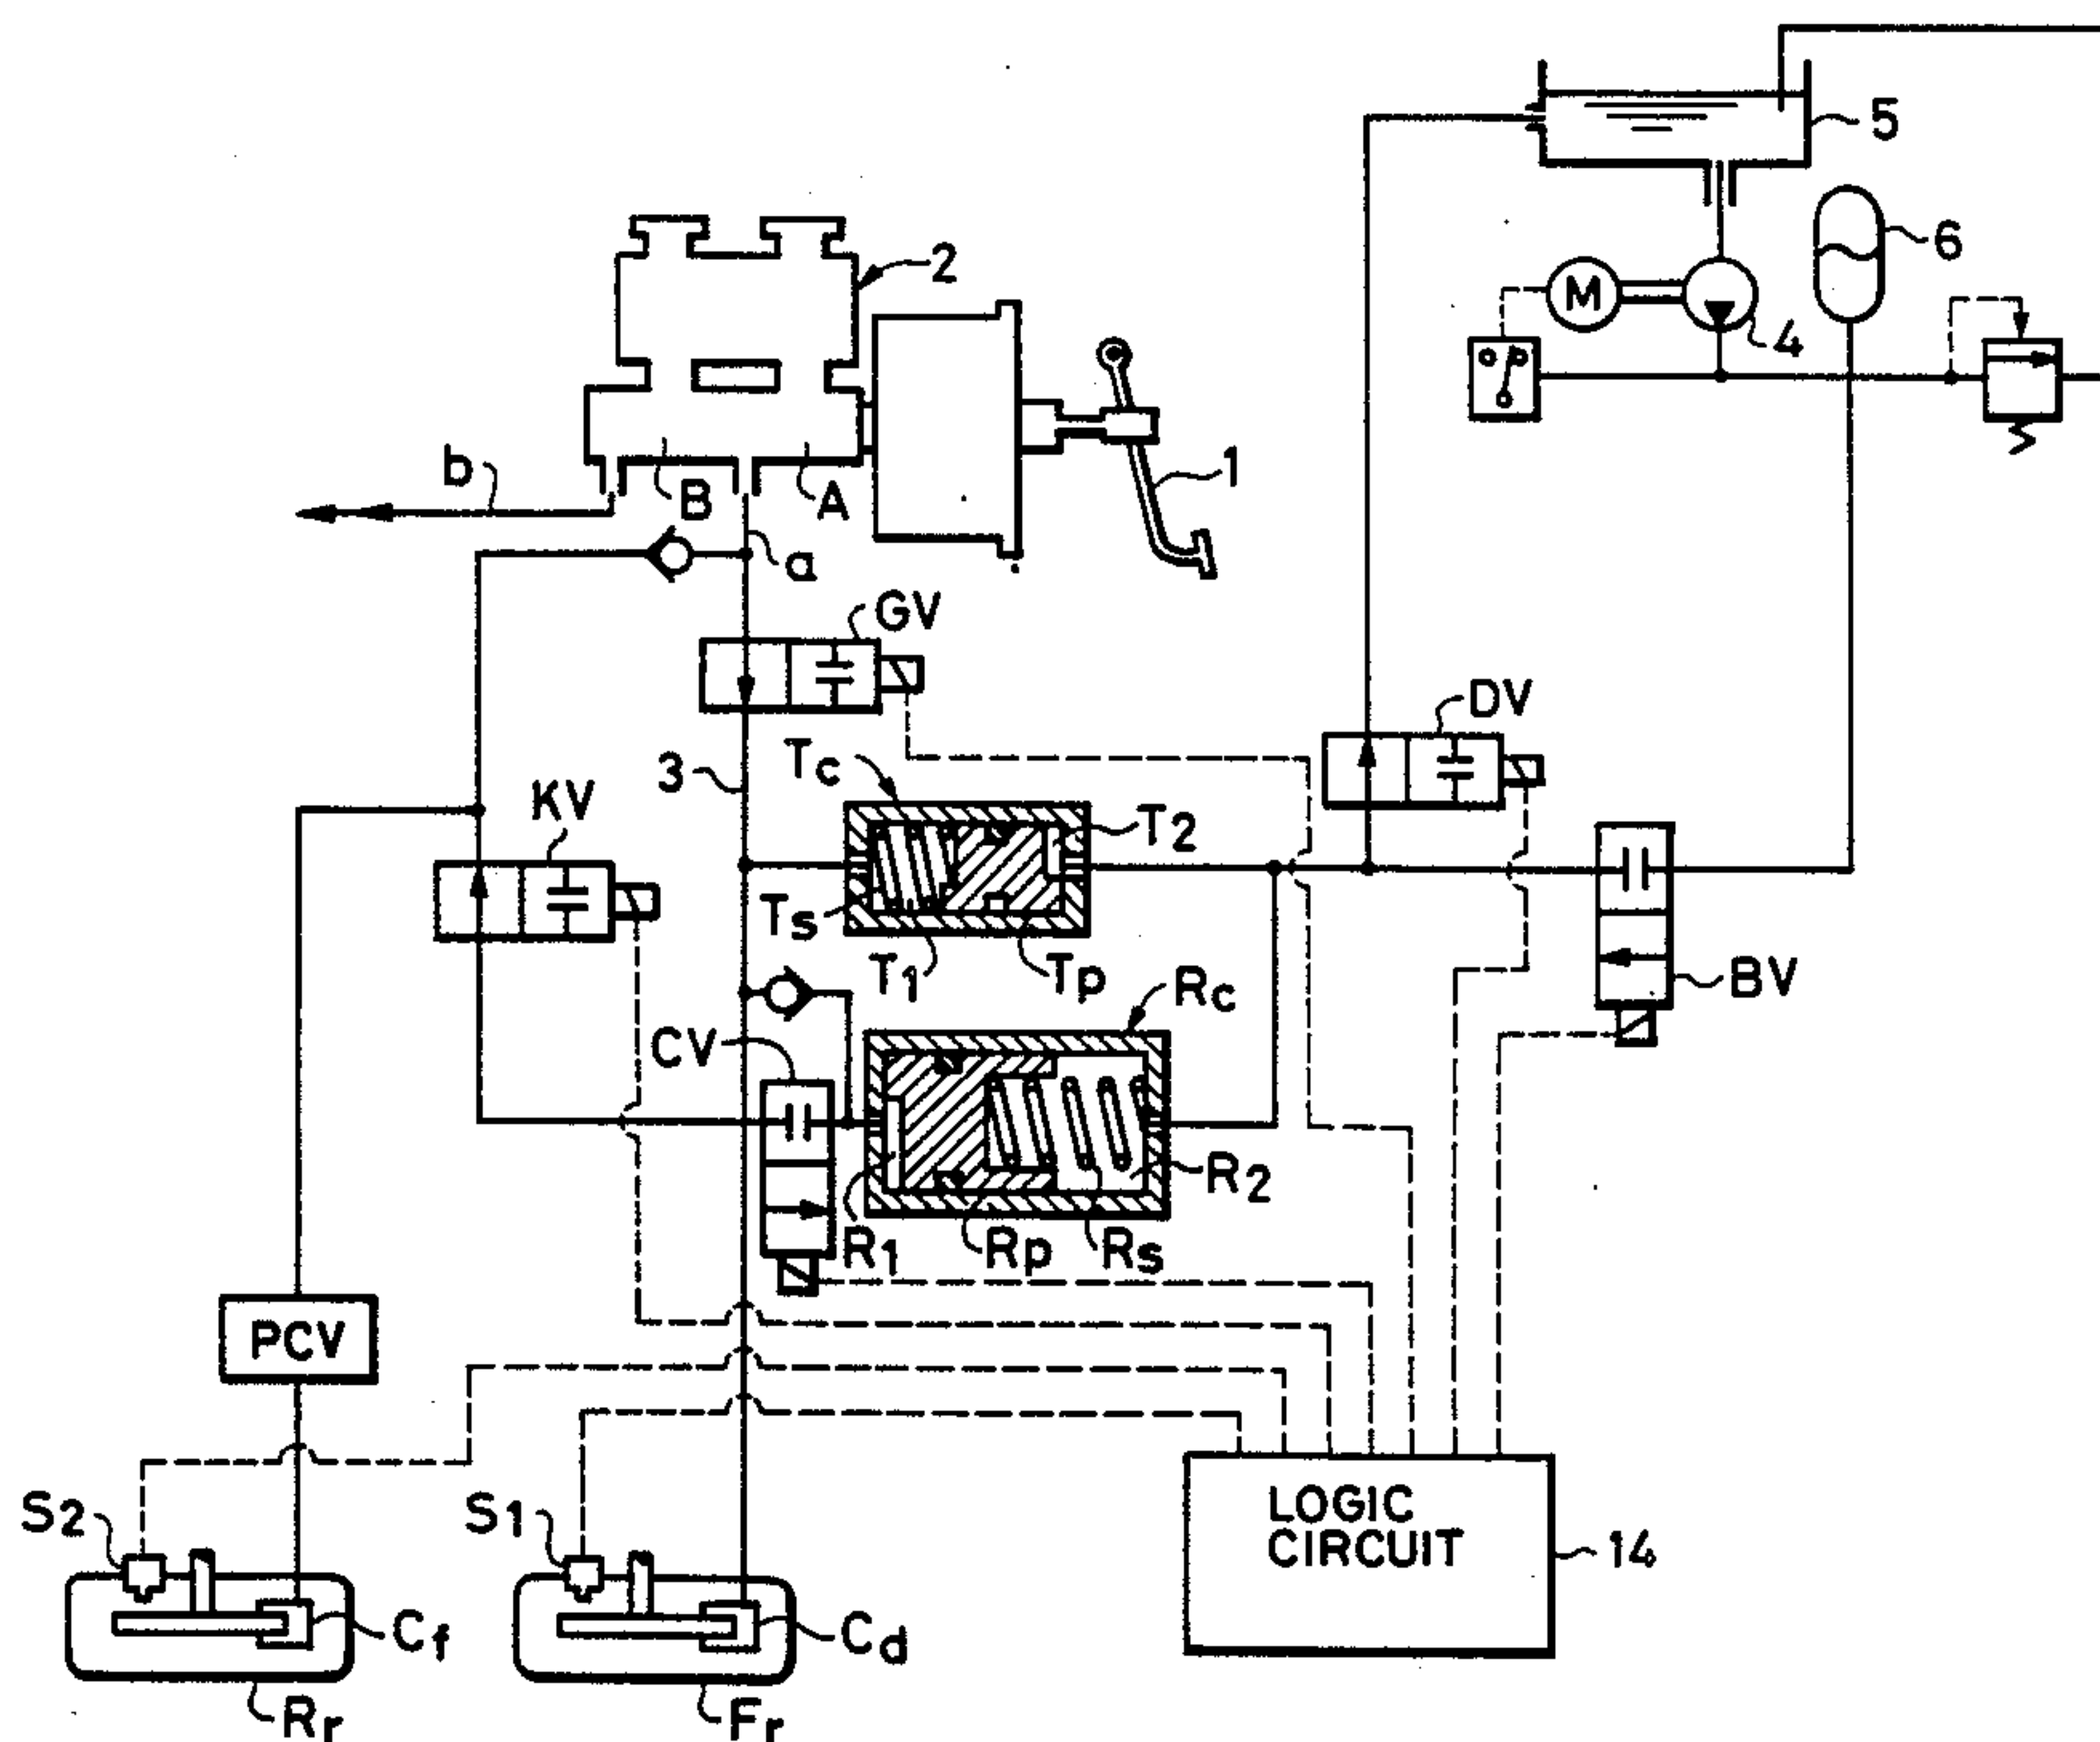 5
6
2
M
4
b
B
A
1
a
GV
DV
3
Tc
KV
T2
Ts
T1
Tp
Rc
BV
CV
R2
R1
Rp
Rs
PCV
LOGIC
CIRCUIT
S2
S1
14
Cf
Cd
Rr
Fr